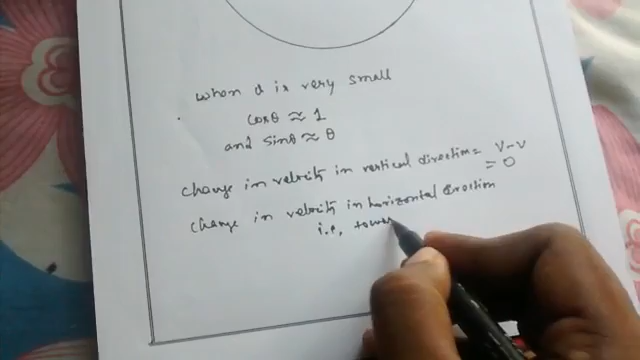 when θ is very small
cosθ ≈ 1
and sinθ ≈ θ
change in velocity in vertical direction = v-v
= 0
change in velocity in horizontal direction
i.e, towar